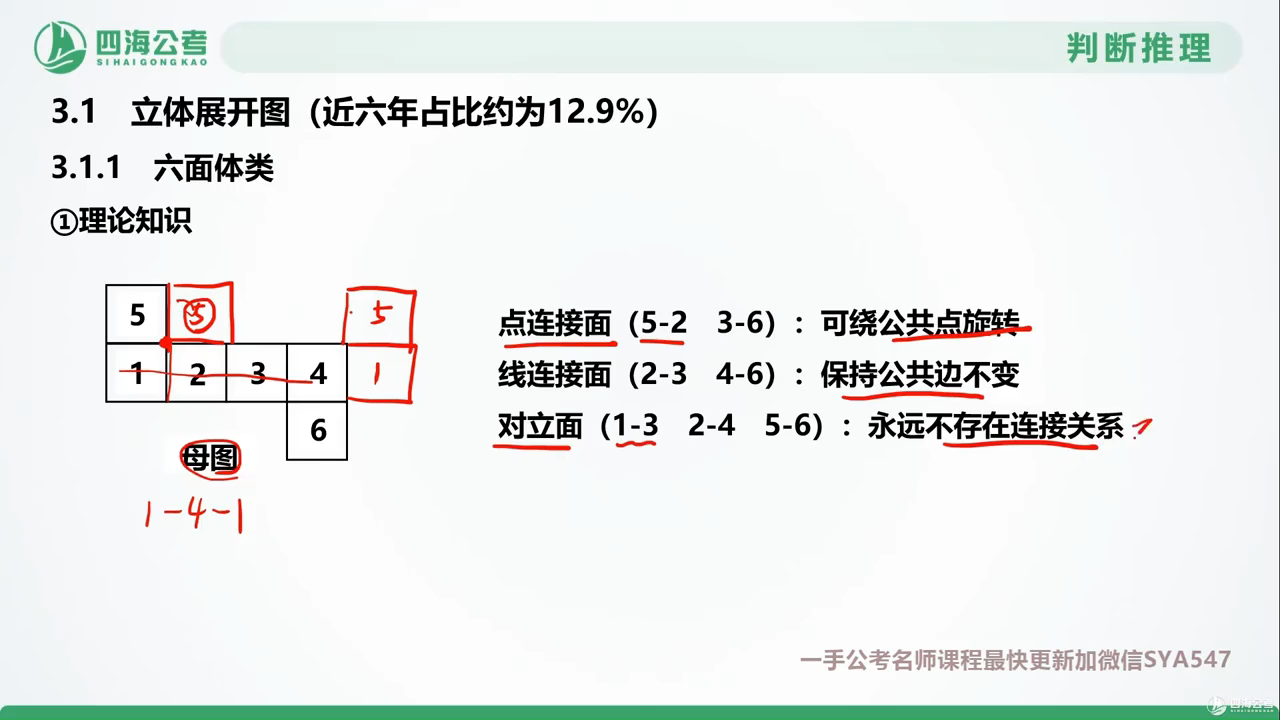 四海公考
SIHAIGONGKAO
判断推理
3.1 立体展开图（近六年占比约为12.9%）
3.1.1 六面体类
①理论知识
5 5 5
1 2 3 4 1
6
母图
1-4-1
点连接面（5-2 3-6）：可绕公共点旋转
线连接面（2-3 4-6）：保持公共边不变
对立面（1-3 2-4 5-6）：永远不存在连接关系
一手公考名师课程最快更新加微信SYA547
四海公考
SIHAIGONGKAO